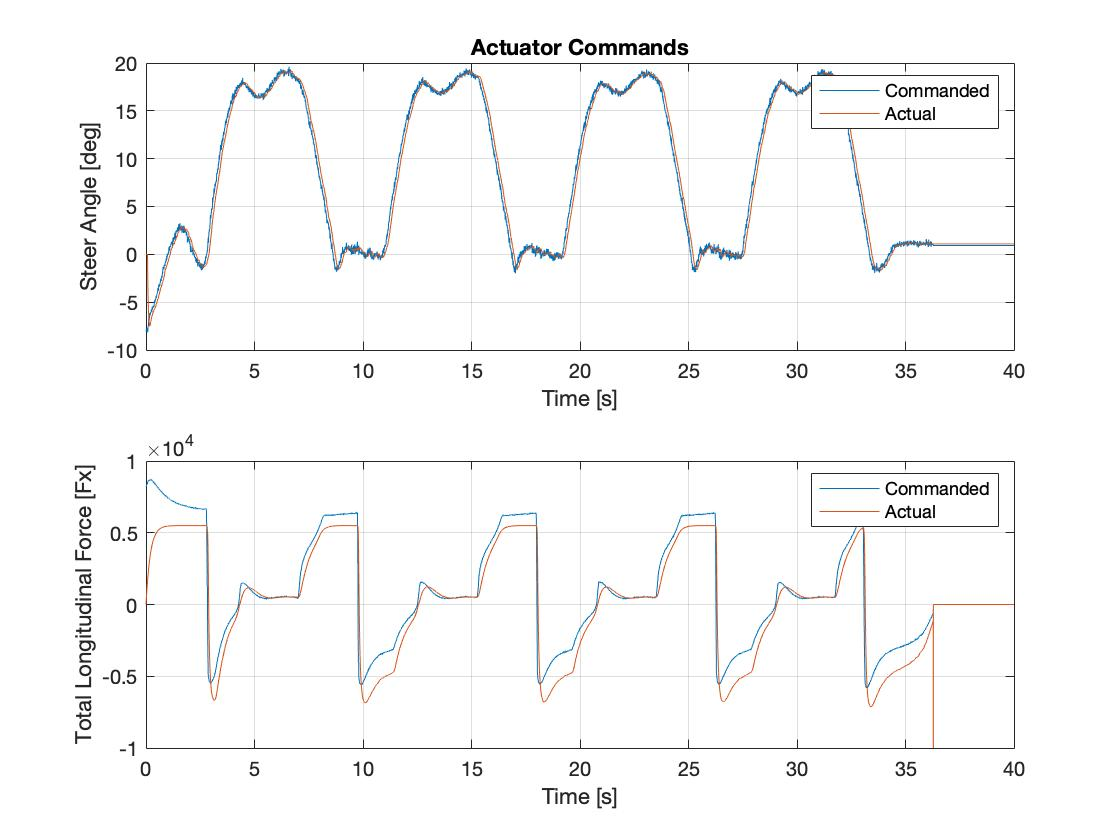 Actuator Commands
20
15
10
5
0
-5
-10
Steer Angle [deg]
Commanded
Actual
0 5 10 15 20 25 30 35 40
Time [s]
×10^4
1
0.5
0
-0.5
-1
Total Longitudinal Force [Fx]
Commanded
Actual
0 5 10 15 20 25 30 35 40
Time [s]